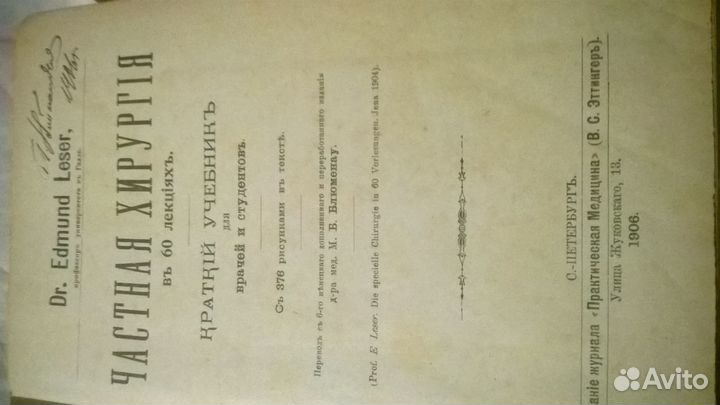 Dr. Edmund Leser,
профессоръ университета въ Галле.
ЧАСТНАЯ ХИРУРГІЯ
въ 60 лекціяхъ.
КРАТКІЙ УЧЕБНИКЪ
для
врачей и студентовъ.
Съ 376 рисунками въ текстѣ.
Переводъ съ 6-го нѣмецкаго дополненнаго и переработаннаго изданія
д-ра мед. М. Б. Блюменау.
(Prof. E Leser. Die specielle Chirurgie in 60 Vorlesungen. Jena 1904).
С.-ПЕТЕРБУРГЪ.
аніе журнала «Практическая Медицина» (В. С. Эттингеръ).
Улица Жуковскаго, 13.
1906.
Avito